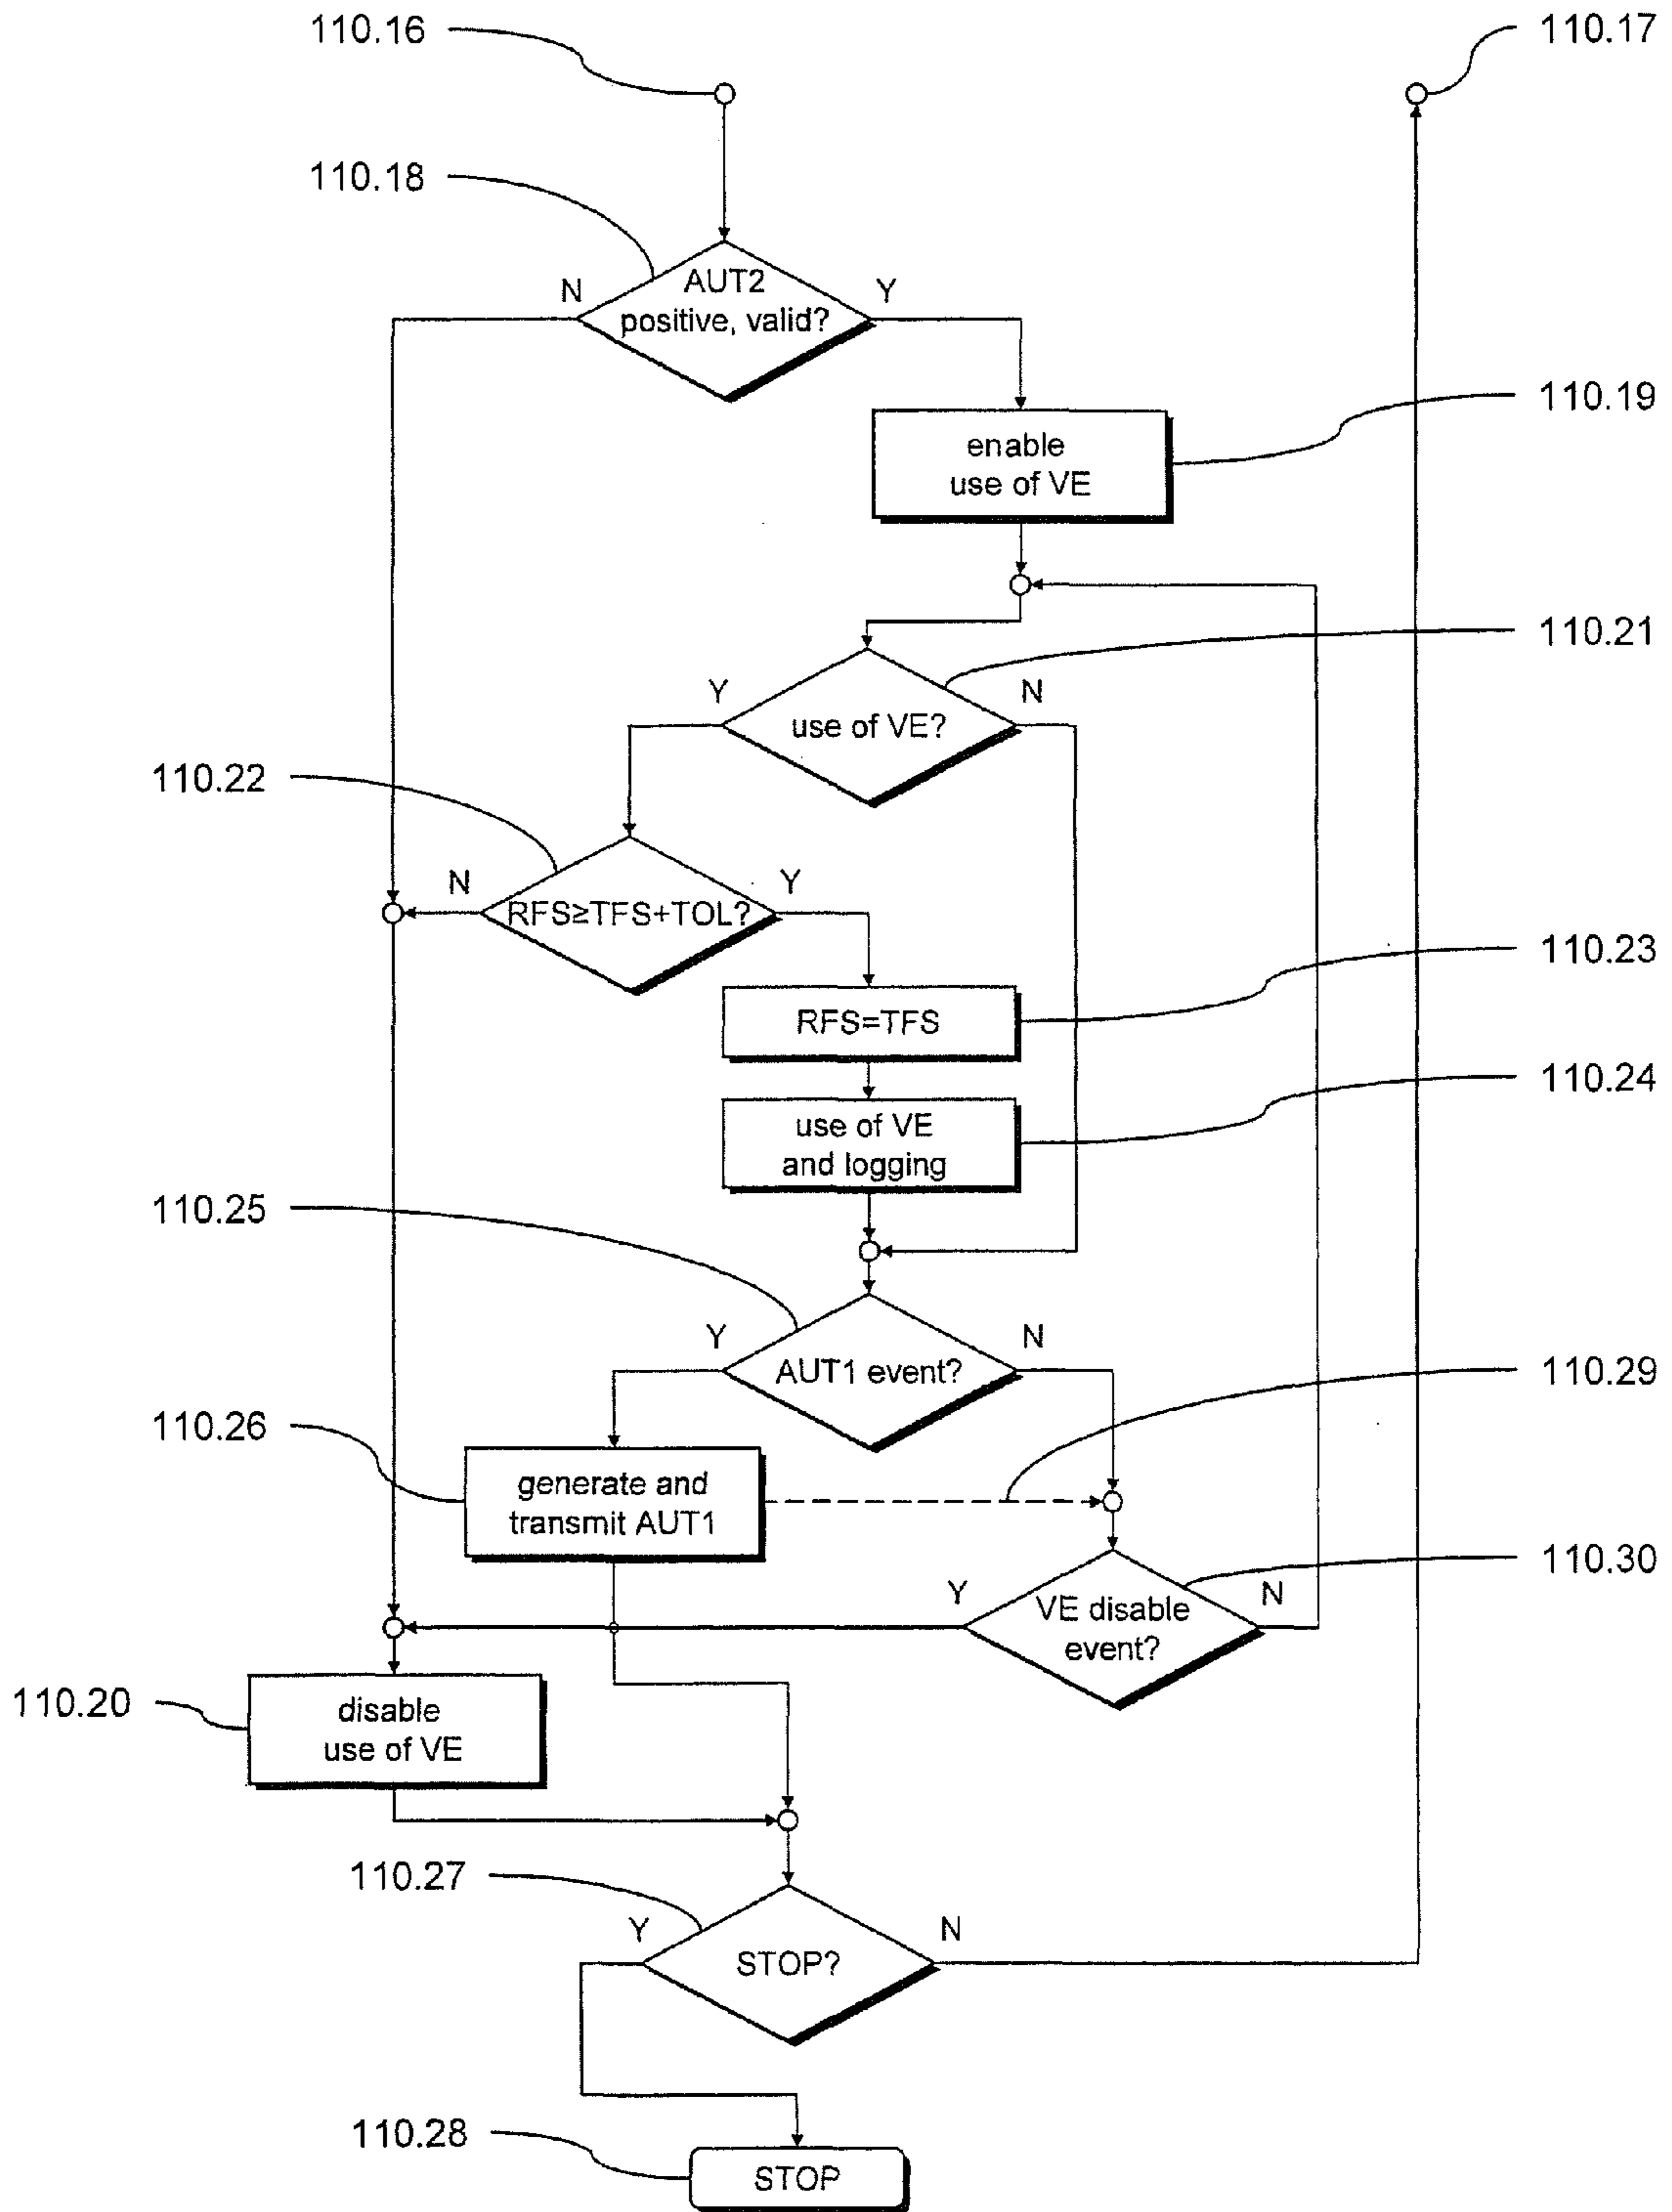 110.16
110.17
110.18
N
AUT2
positive, valid?
Y
110.19
enable
use of VE
110.21
Y
use of VE?
N
110.22
N
RFS≥TFS+TOL?
Y
110.23
RFS=TFS
110.24
use of VE
and logging
110.25
Y
AUT1 event?
N
110.29
110.26
generate and
transmit AUT1
110.30
Y
VE disable
event?
N
110.20
disable
use of VE
110.27
Y
STOP?
N
110.28
STOP